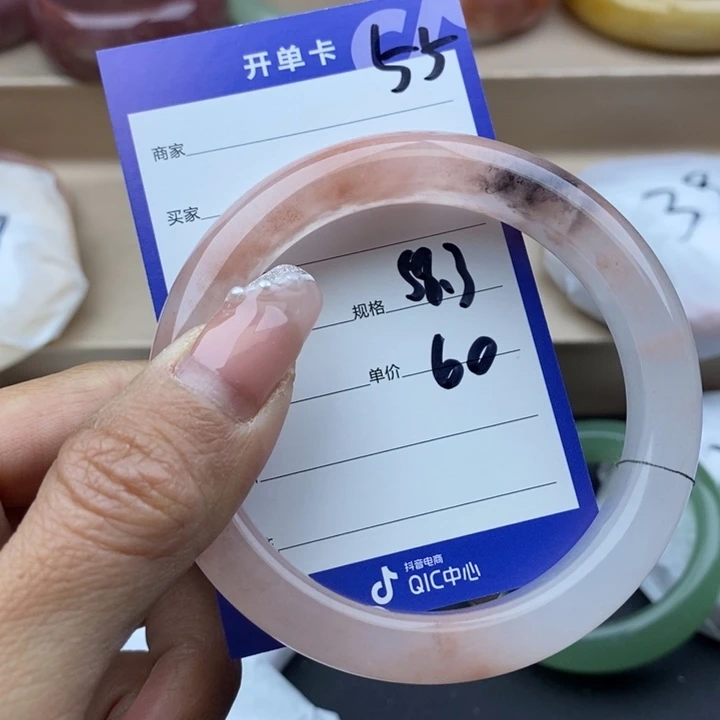 开单卡 55
商家
买家
规格 58.3
单价 60
抖音电商
QIC中心